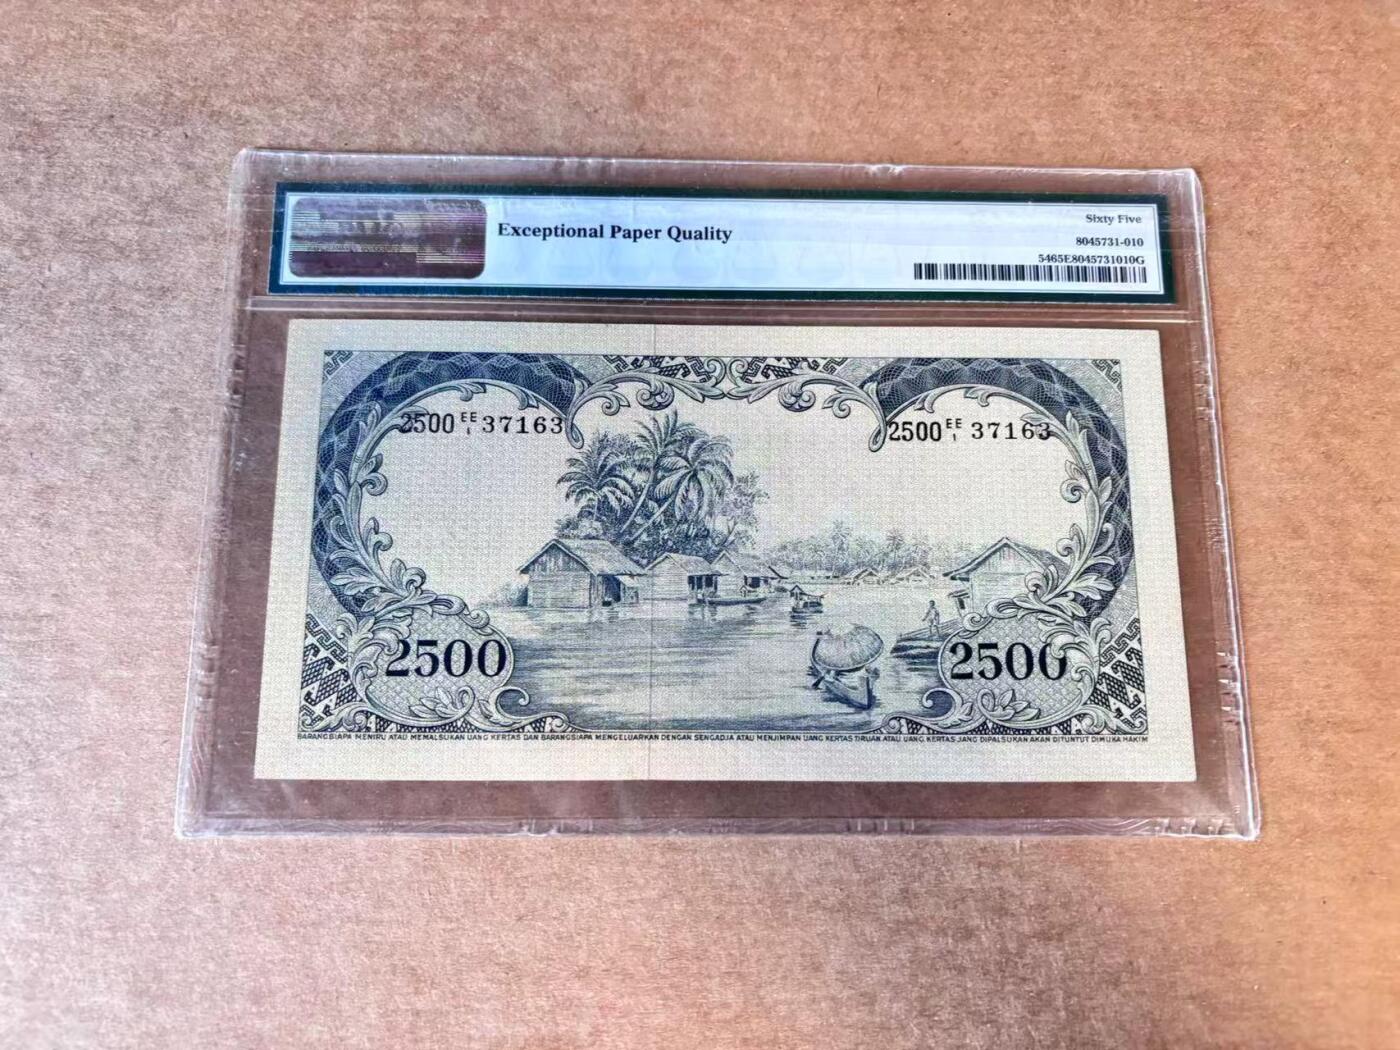 Exceptional Paper Quality
Sixty Five
8045731-010
5465E8045731010G
2500 EE/1 37163
2500 EE/1 37163
2500
2500
BARANGSIAPA MENIRU ATAU MEMALSUKAN UANG KERTAS DAN BARANGSIAPA MENGELUARKAN DENGAN SENGADJA ATAU MENJIMPAN UANG KERTAS TIRUAN ATAU UANG KERTAS JANG DIPALSUKAN AKAN DITUNTUT DIMUKA HAKIM